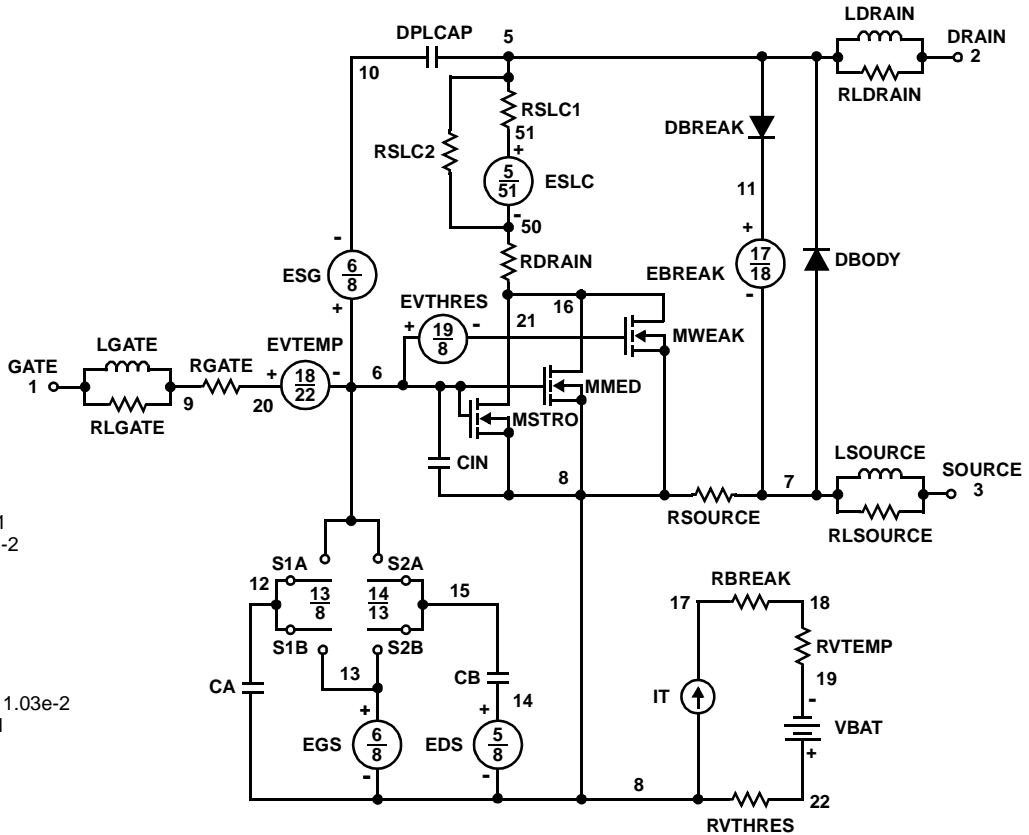 LDRAIN
DPLCAP
5
DRAIN
2
10
RLDRAIN
RSLC1
51
DBREAK
RSLC2
+
5
51
ESLC
11
-
50
-
+
17
18
RDRAIN
EBREAK
DBODY
ESG
6
8
+
EVTHRES
16
-
+
19
8
-
21
MWEAK
LGATE
EVTEMP
GATE
1
RGATE
+
18
22
-
6
MMED
9
20
RLGATE
MSTRO
LSOURCE
CIN
8
7
SOURCE
3
RSOURCE
RLSOURCE
-2
S1A
S2A
12
13
8
14
13
15
RBREAK
17
18
S1B
S2B
RVTEMP
13
CB
19
CA
14
IT
-
1.03e-2
+
+
VBAT
EGS
6
8
EDS
5
8
+
-
-
8
22
RVTHRES